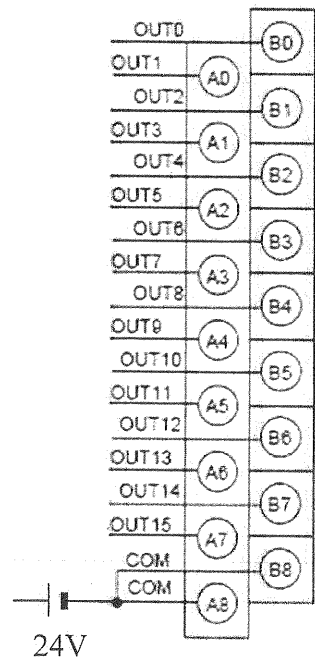 OUT0
B0
OUT1
A0
OUT2
B1
OUT3
A1
OUT4
B2
OUT5
A2
OUT6
B3
OUT7
A3
OUT8
B4
OUT9
A4
OUT10
B5
OUT11
A5
OUT12
B6
OUT13
A6
OUT14
B7
OUT15
A7
COM
B8
COM
A8
24V